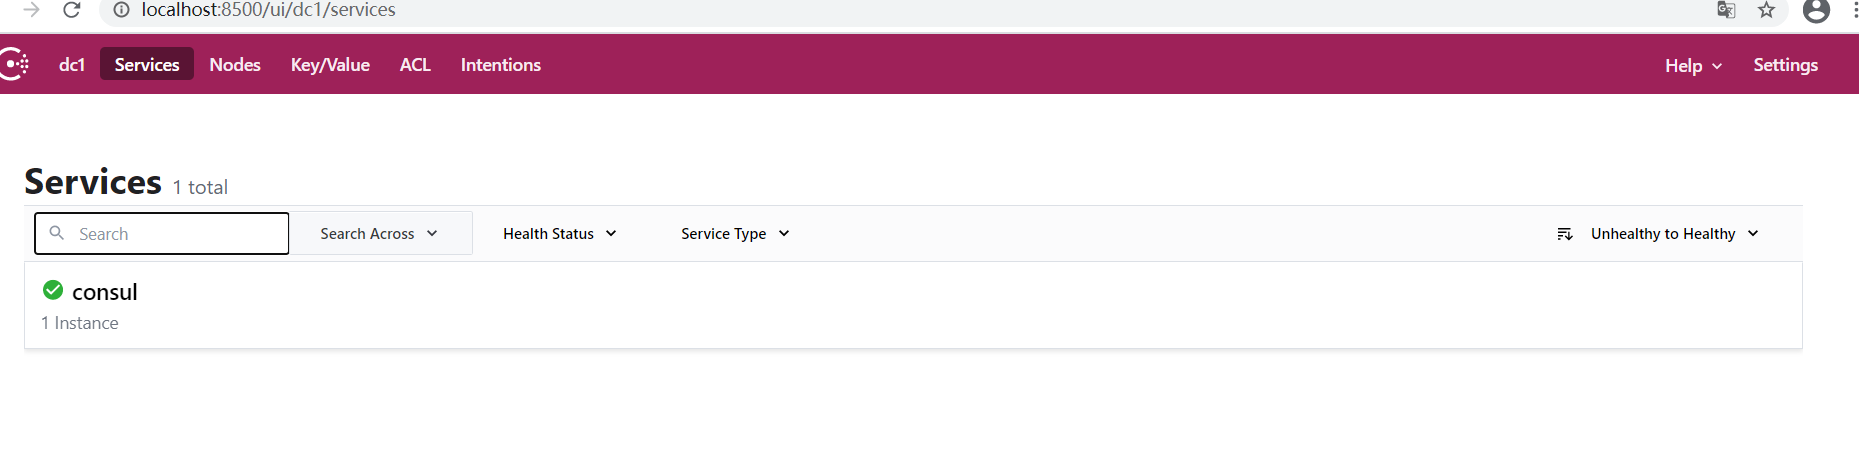 localhost:8500/ui/dc1/services
dc1 Services Nodes Key/Value ACL Intentions Help Settings
Services 1 total
Search Search Across Health Status Service Type Unhealthy to Healthy
consul
1 Instance